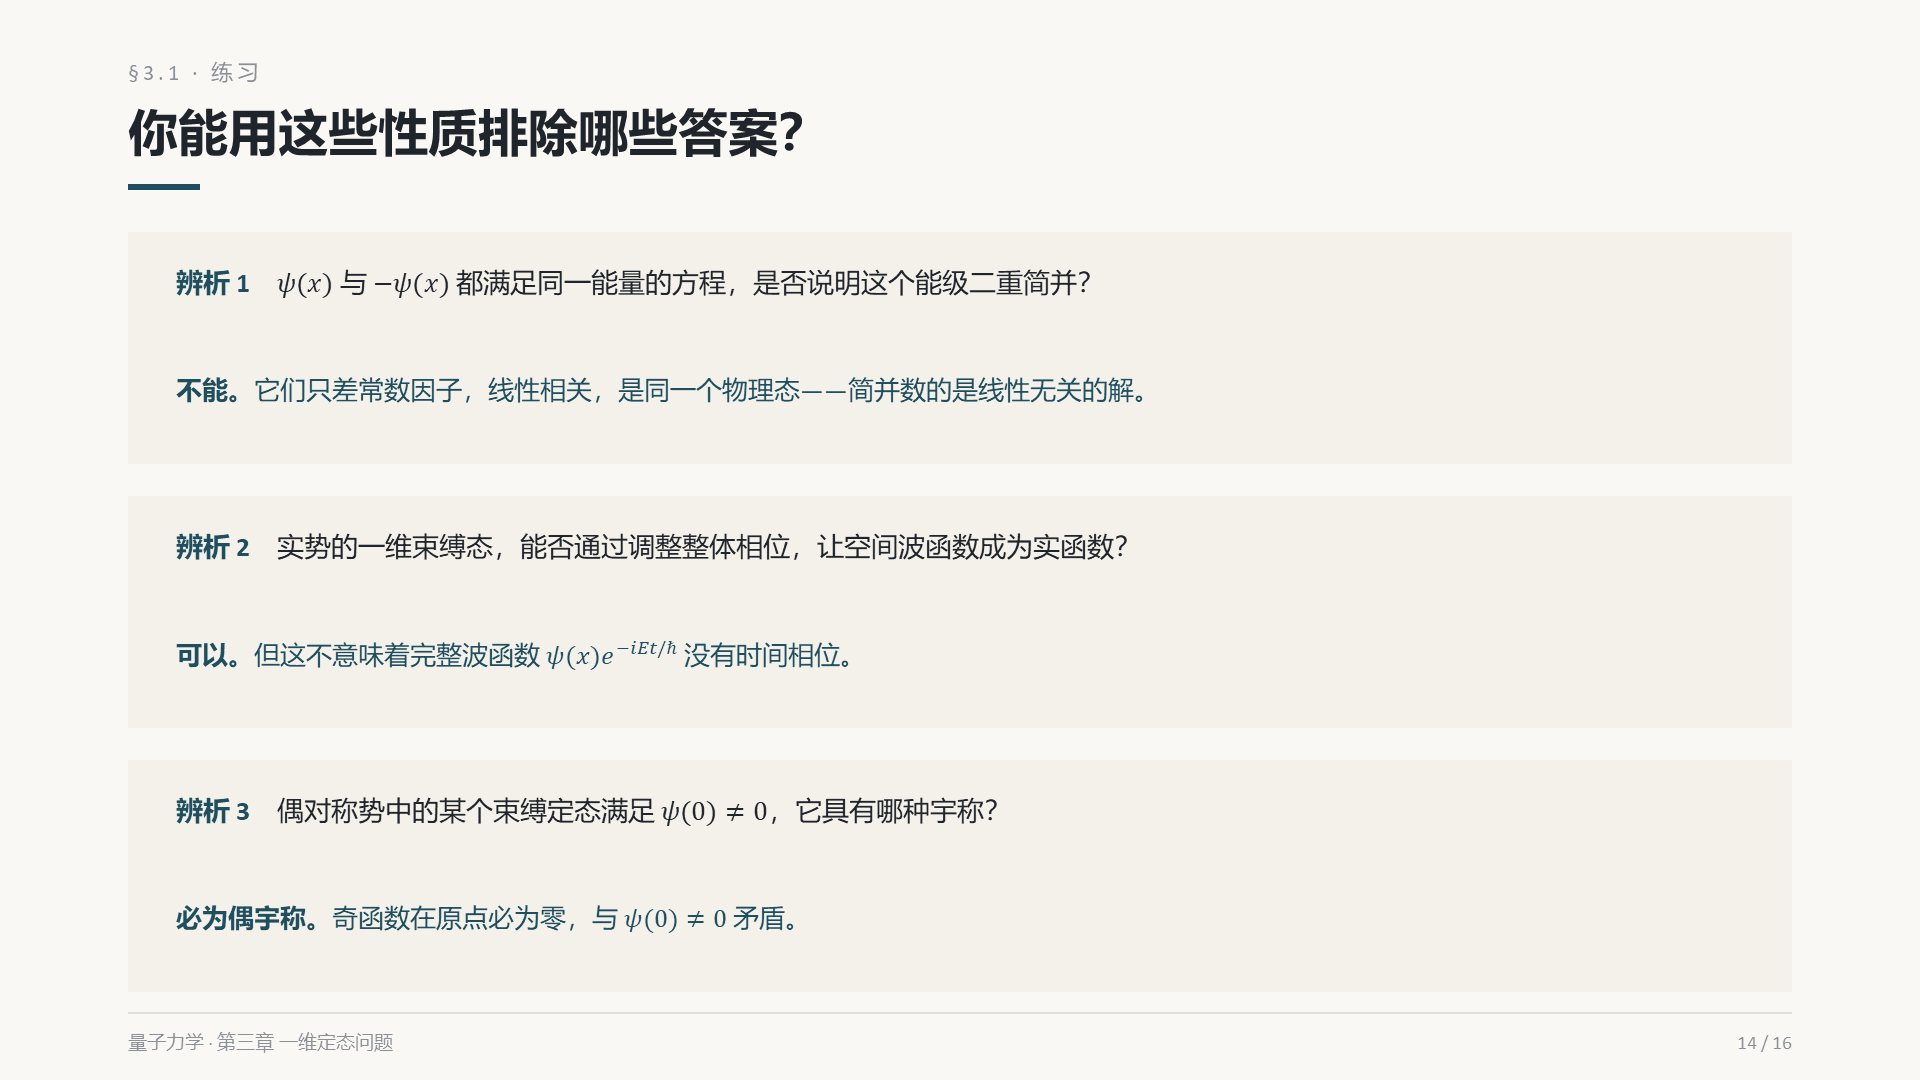 §3.1 · 练习
你能用这些性质排除哪些答案？
辨析 1 ψ(x) 与 −ψ(x) 都满足同一能量的方程，是否说明这个能级二重简并？
不能。它们只差常数因子，线性相关，是同一个物理态——简并数的是线性无关的解。
辨析 2 实势的一维束缚态，能否通过调整整体相位，让空间波函数成为实函数？
可以。但这不意味着完整波函数 ψ(x)e^{−iEt/ℏ} 没有时间相位。
辨析 3 偶对称势中的某个束缚定态满足 ψ(0) ≠ 0，它具有哪种宇称？
必为偶宇称。奇函数在原点必为零，与 ψ(0) ≠ 0 矛盾。
量子力学 · 第三章 一维定态问题
14 / 16